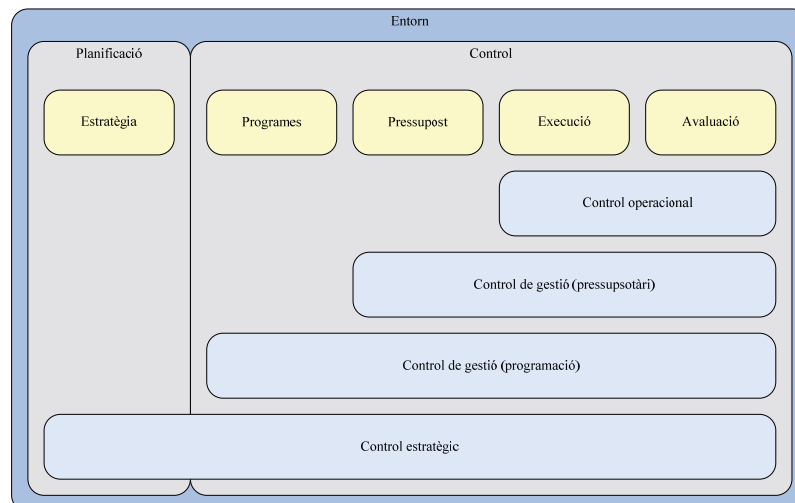 Entorn
Planificació
Control
Estratègia
Programes
Pressupost
Execució
Avaluació
Control operacional
Control de gestió (pressupsotàri)
Control de gestió (programació)
Control estratègic